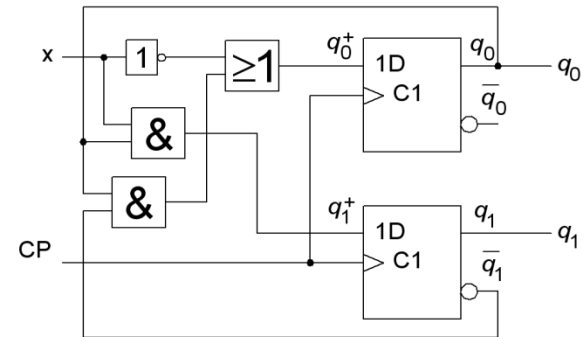 x
1
≥1
q₀⁺
1D
C1
q₀
q̅₀
q₀
&
&
CP
q₁⁺
1D
C1
q₁
q̅₁
q₁